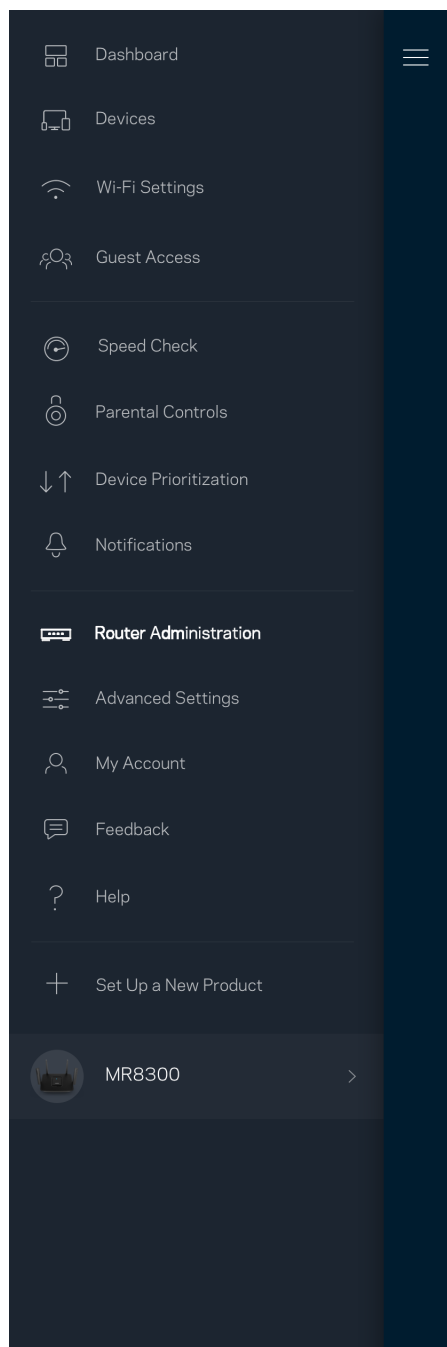 Dashboard
Devices
Wi-Fi Settings
Guest Access
Speed Check
Parental Controls
Device Prioritization
Notifications
Router Administration
Advanced Settings
My Account
Feedback
Help
Set Up a New Product
MR8300